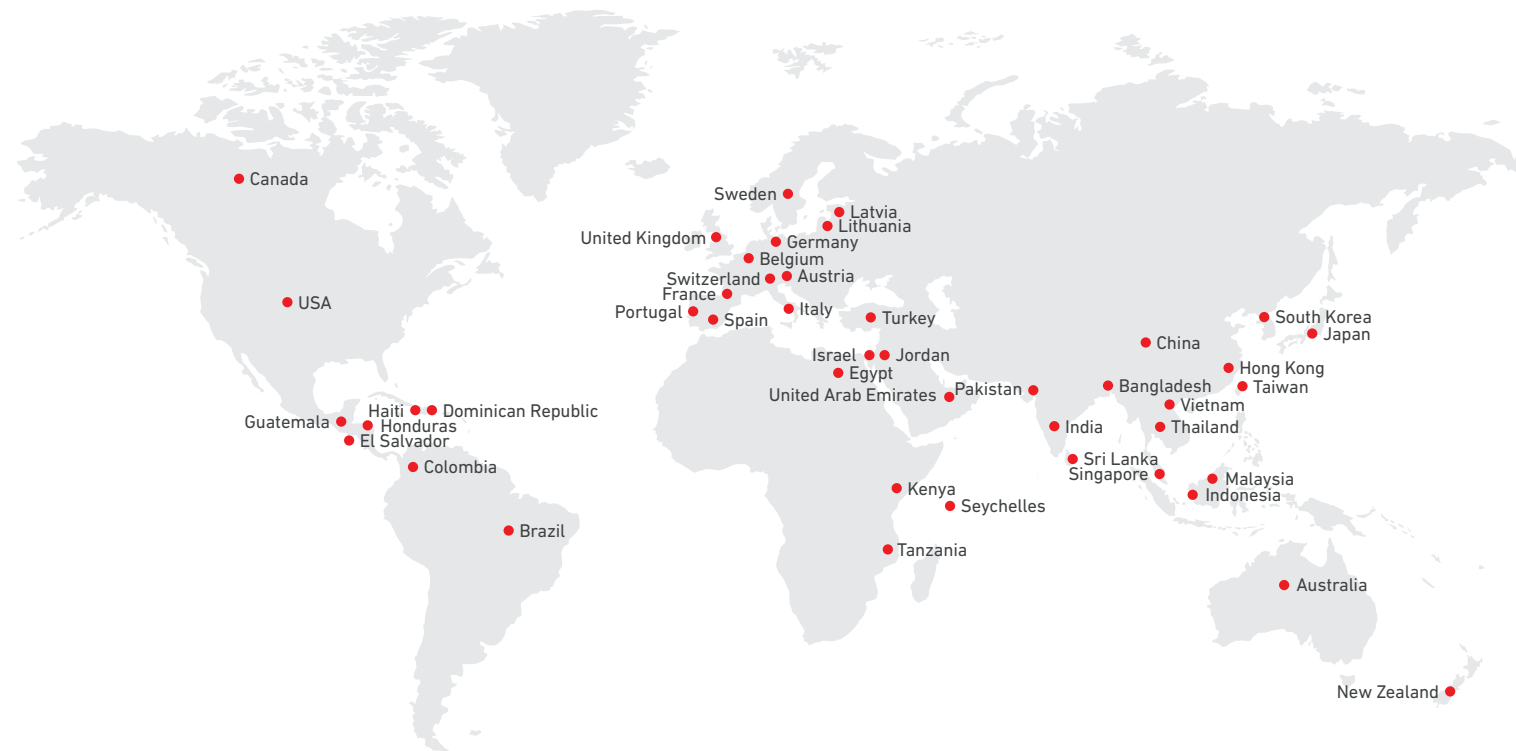 Canada
Sweden
Latvia
Lithuania
United Kingdom
Germany
Belgium
Austria
Switzerland
France
USA
Italy
Portugal
Spain
Turkey
South Korea
Japan
China
Israel
Jordan
Egypt
Hong Kong
Bangladesh
Taiwan
United Arab Emirates
Pakistan
Vietnam
Haiti
Dominican Republic
Guatemala
Honduras
India
Thailand
El Salvador
Sri Lanka
Colombia
Singapore
Malaysia
Kenya
Indonesia
Seychelles
Brazil
Tanzania
Australia
New Zealand